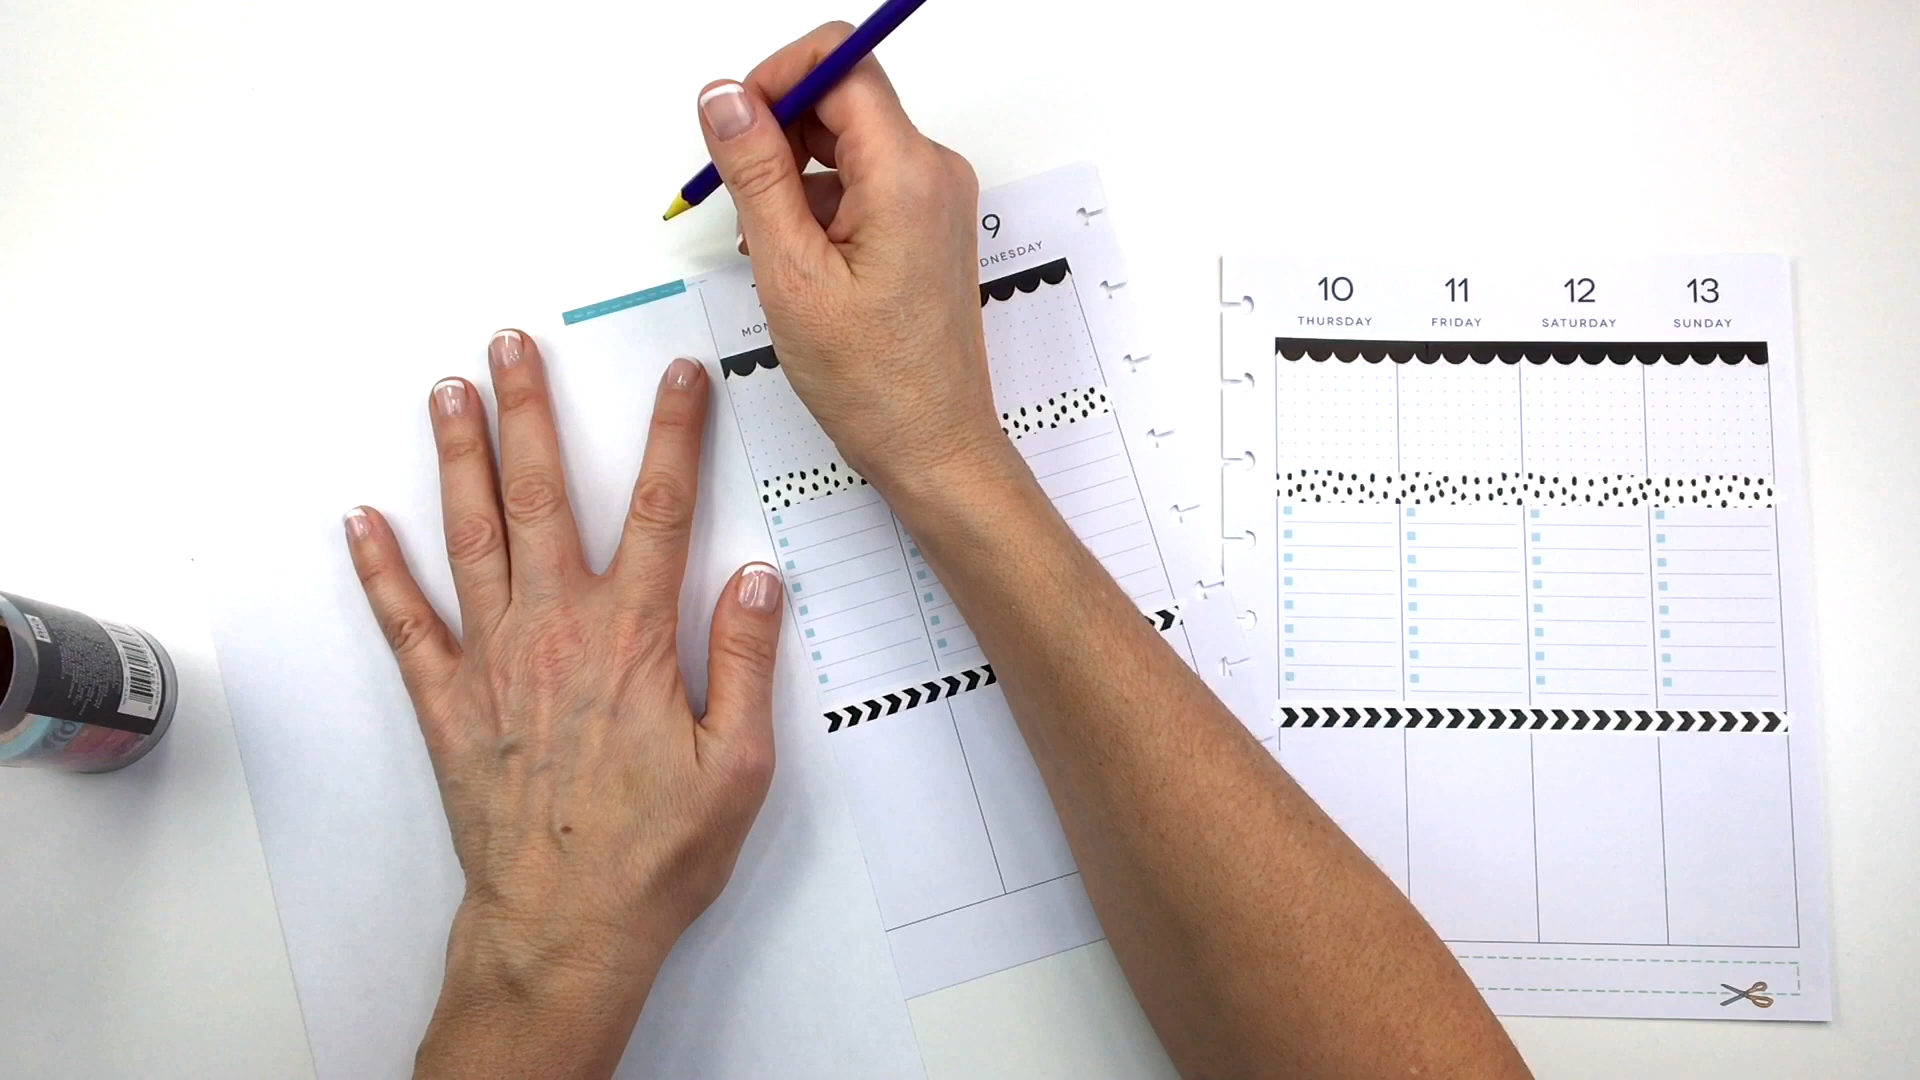 9
DNESDAY
MON
10 11 12 13
THURSDAY FRIDAY SATURDAY SUNDAY